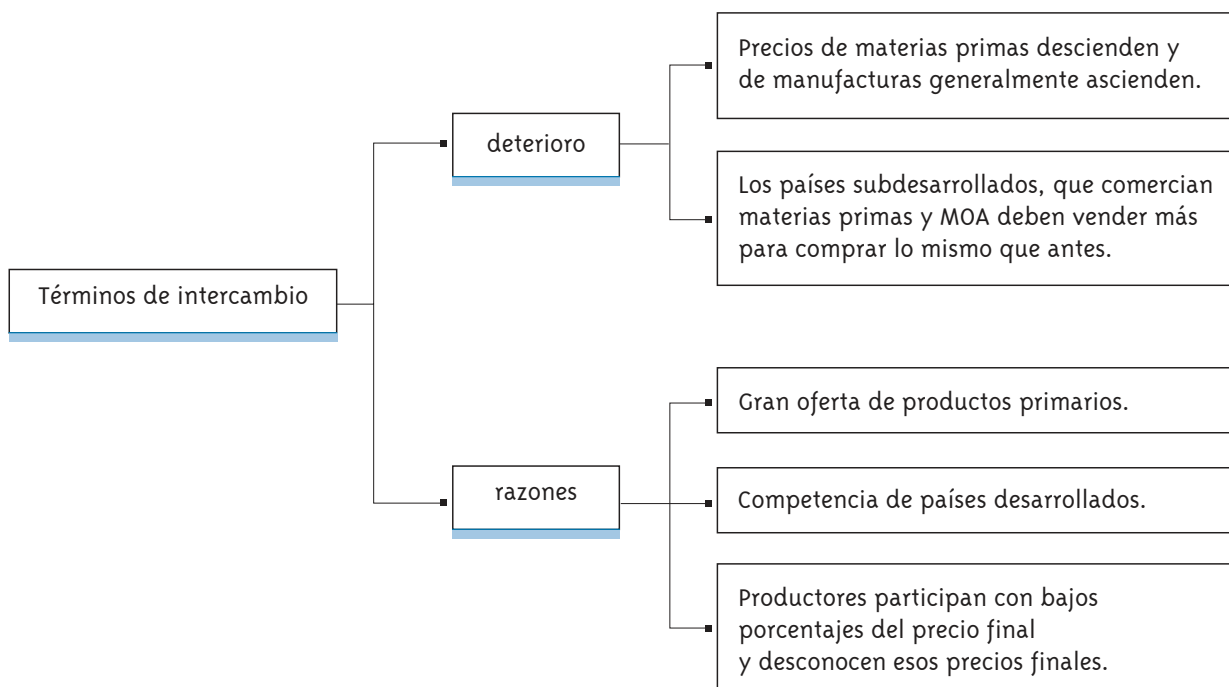 Términos de intercambio
deterioro
Precios de materias primas descienden y
de manufacturas generalmente ascienden.
Los países subdesarrollados, que comercian
materias primas y MOA deben vender más
para comprar lo mismo que antes.
razones
Gran oferta de productos primarios.
Competencia de países desarrollados.
Productores participan con bajos
porcentajes del precio final
y desconocen esos precios finales.